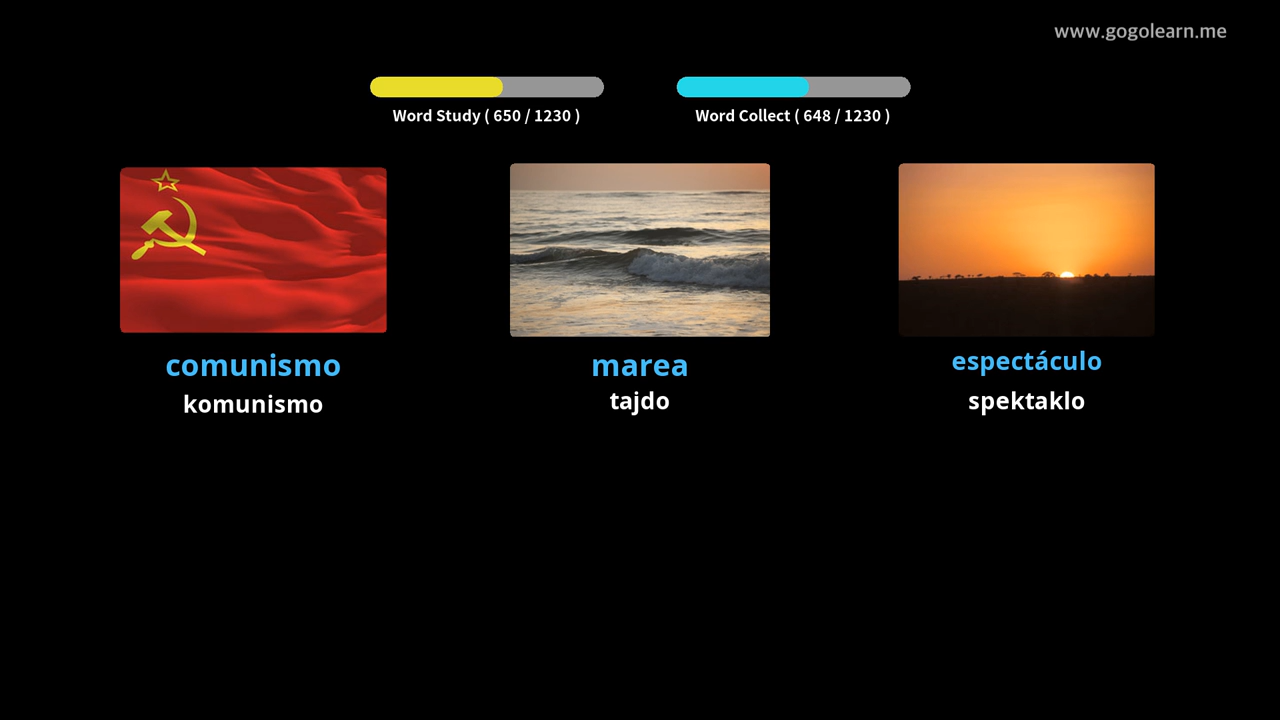 www.gogolearn.me
Word Study ( 650 / 1230 )
Word Collect ( 648 / 1230 )
comunismo
komunismo
marea
tajdo
espectáculo
spektaklo